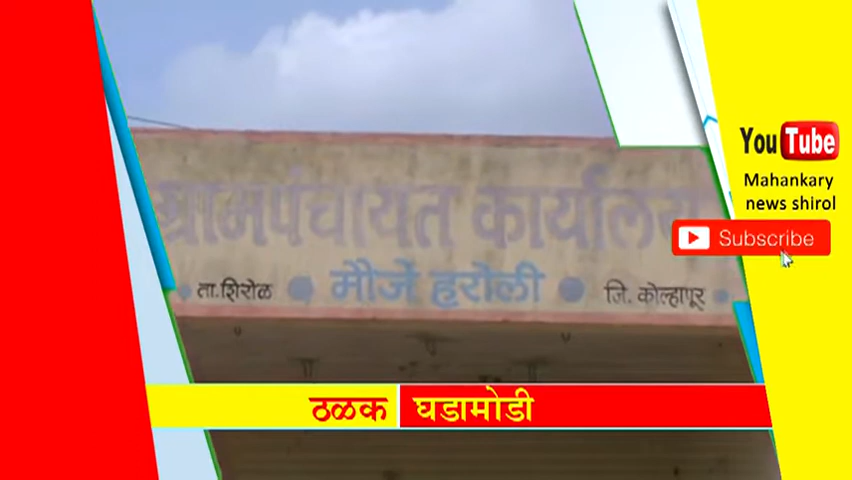 ग्रामपंचायत कार्यालय
ता.शिरोळ • मौजे हरोली • जि. कोल्हापूर
ठळक घडामोडी
YouTube
Mahankary
news shirol
Subscribe